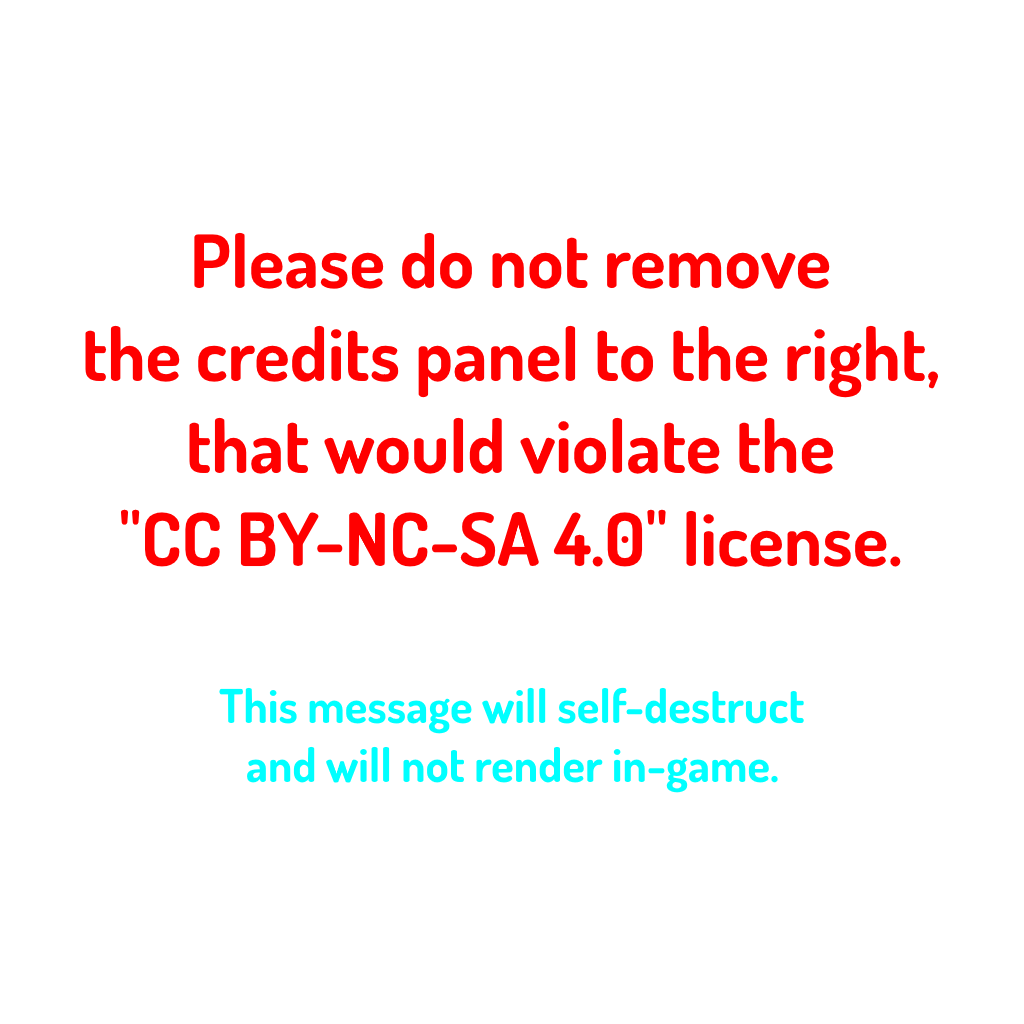 Please do not remove
the credits panel to the right,
that would violate the
"CC BY-NC-SA 4.0" license.
This message will self-destruct
and will not render in-game.